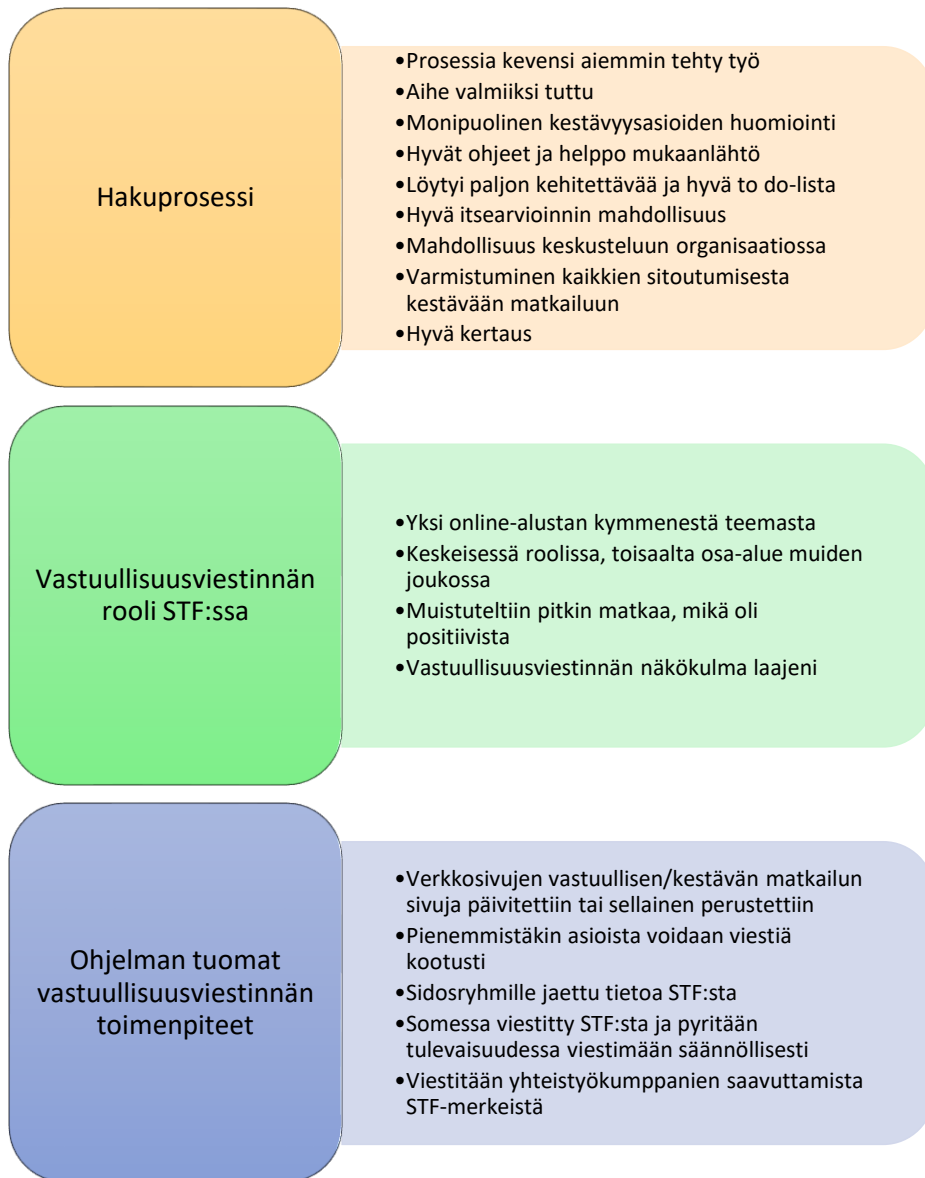 Hakuprosessi
•Prosessia kevensi aiemmin tehty työ
•Aihe valmiiksi tuttu
•Monipuolinen kestävyysasioiden huomiointi
•Hyvät ohjeet ja helppo mukaanlähtö
•Löytyi paljon kehitettävää ja hyvä to do-lista
•Hyvä itsearvioinnin mahdollisuus
•Mahdollisuus keskusteluun organisaatiossa
•Varmistuminen kaikkien sitoutumisesta
kestävään matkailuun
•Hyvä kertaus
Vastuullisuusviestinnän
rooli STF:ssa
•Yksi online-alustan kymmenestä teemasta
•Keskeisessä roolissa, toisaalta osa-alue muiden
joukossa
•Muistuteltiin pitkin matkaa, mikä oli
positiivista
•Vastuullisuusviestinnän näkökulma laajeni
Ohjelman tuomat
vastuullisuusviestinnän
toimenpiteet
•Verkkosivujen vastuullisen/kestävän matkailun
sivuja päivitettiin tai sellainen perustettiin
•Pienemmistäkin asioista voidaan viestiä
kootusti
•Sidosryhmille jaettu tietoa STF:sta
•Somessa viestitty STF:sta ja pyritään
tulevaisuudessa viestimään säännöllisesti
•Viestitään yhteistyökumppanien saavuttamista
STF-merkeistä